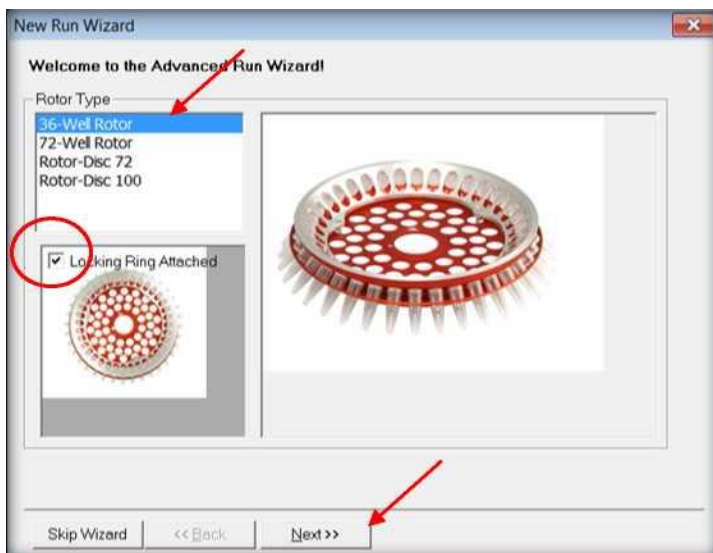 New Run Wizard
Welcome to the Advanced Run Wizard!
Rotor Type
36-Well Rotor
72-Well Rotor
Rotor-Disc 72
Rotor-Disc 100
Locking Ring Attached
Skip Wizard
<< Back
Next >>